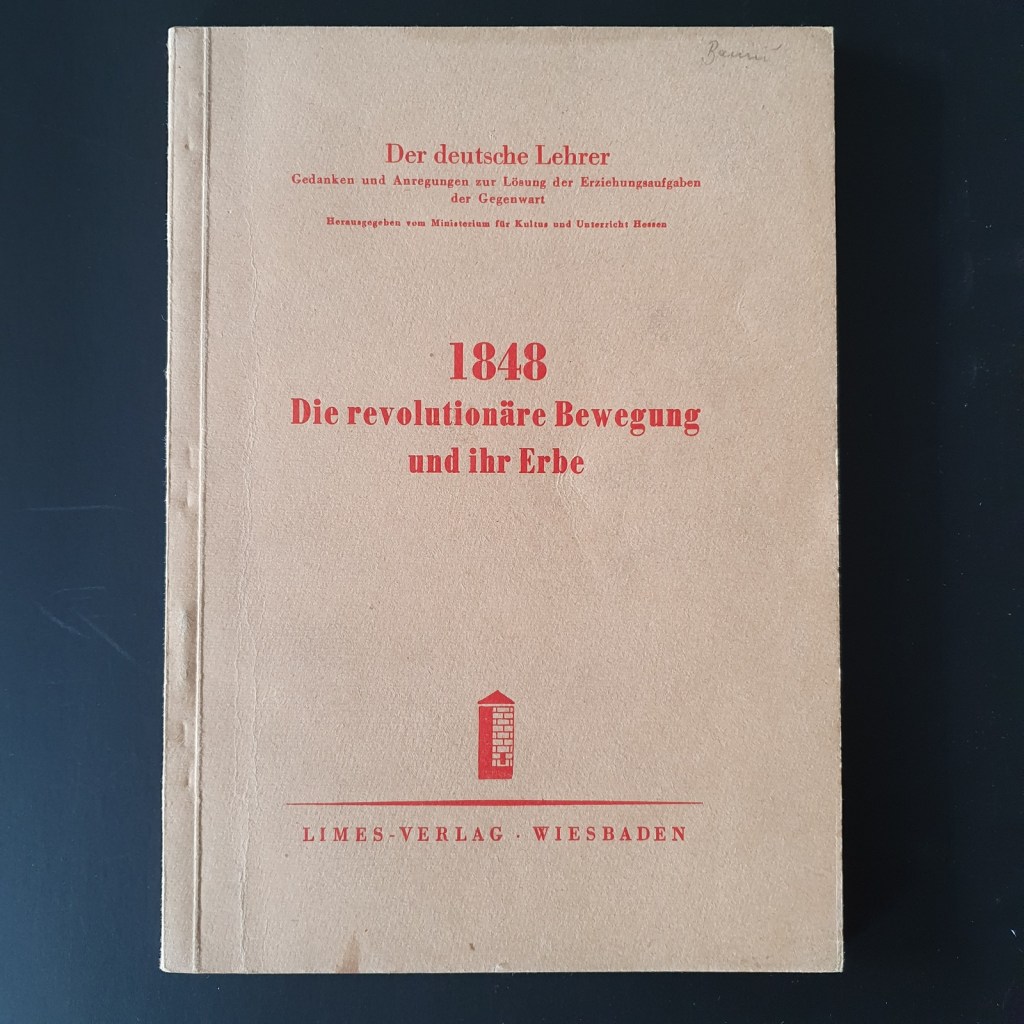 Der deutsche Lehrer
Gedanken und Anregungen zur Lösung der Erziehungsaufgaben
der Gegenwart
Herausgegeben vom Ministerium für Kultus und Unterricht Hessen
1848
Die revolutionäre Bewegung
und ihr Erbe
LIMES-VERLAG · WIESBADEN